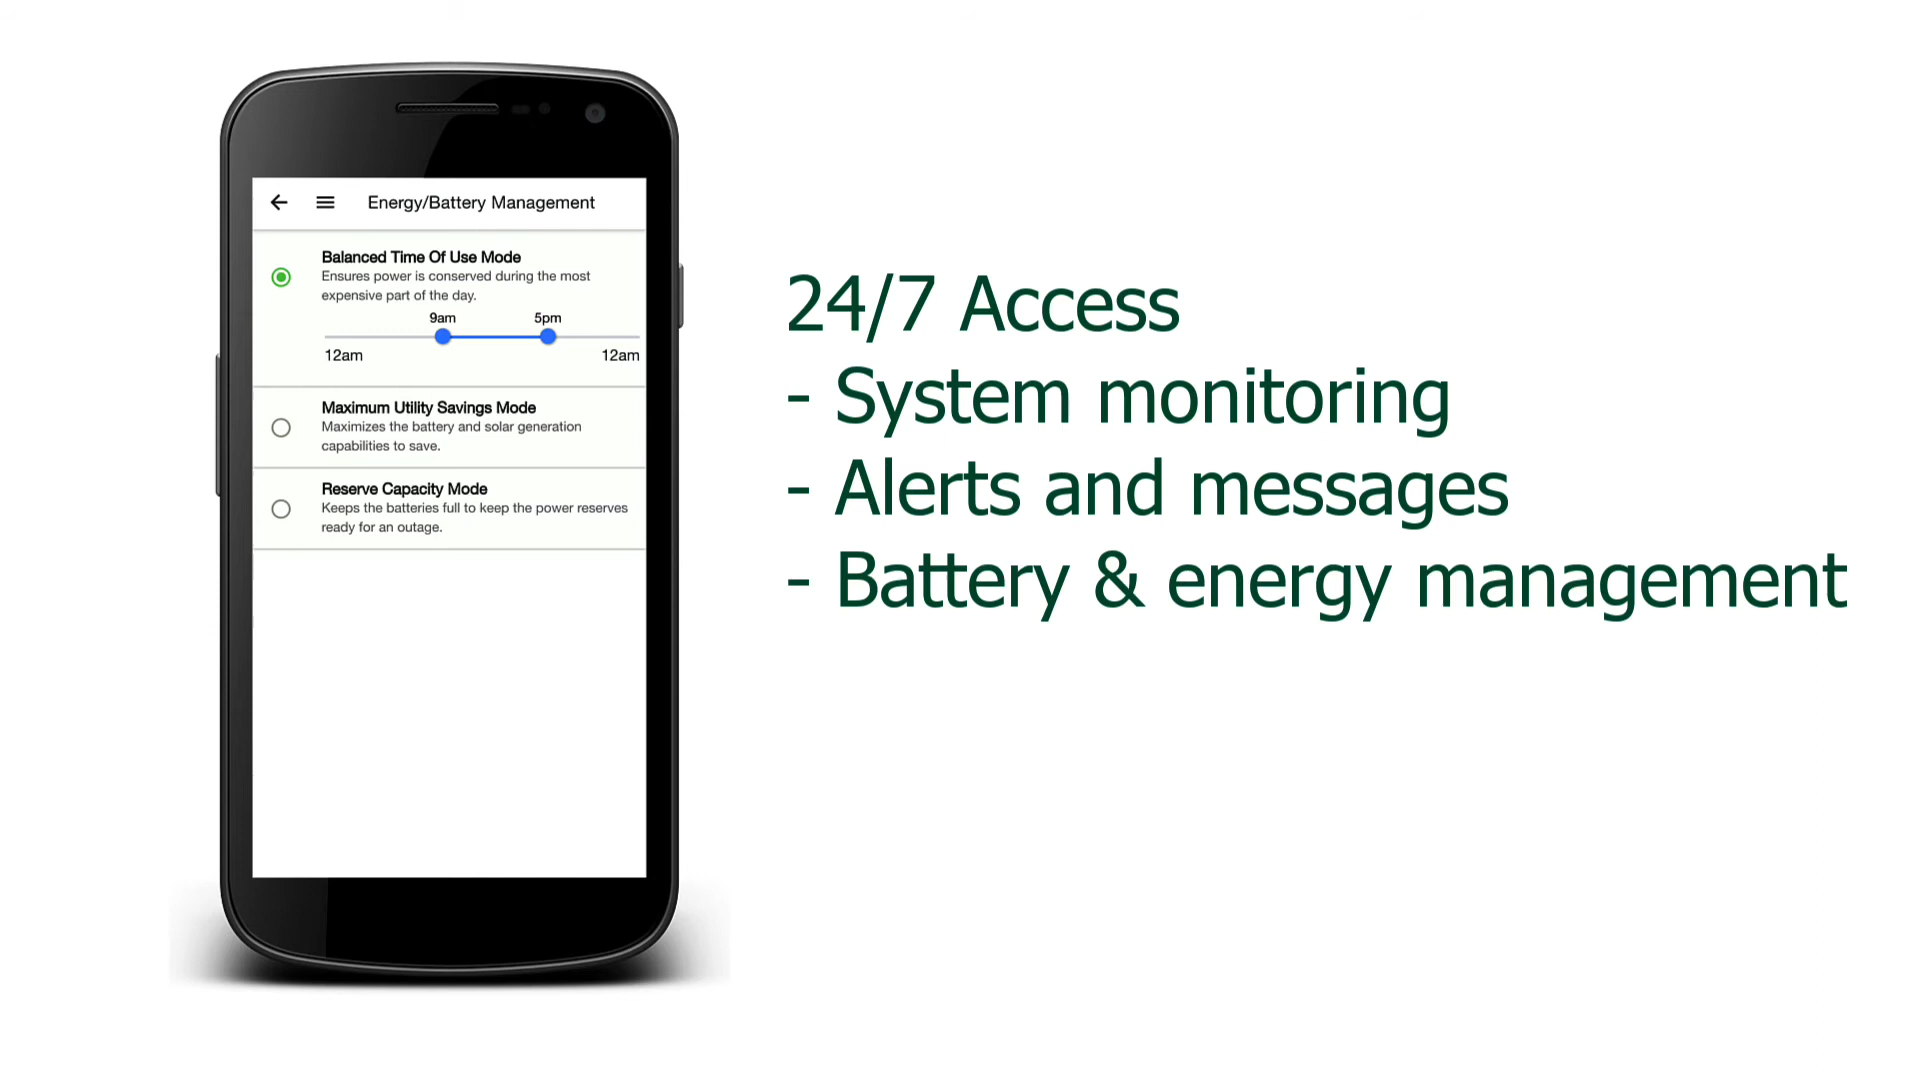 Energy/Battery Management
Balanced Time Of Use Mode
Ensures power is conserved during the most
expensive part of the day.
9am 5pm
12am 12am
Maximum Utility Savings Mode
Maximizes the battery and solar generation
capabilities to save.
Reserve Capacity Mode
Keeps the batteries full to keep the power reserves
ready for an outage.
24/7 Access
- System monitoring
- Alerts and messages
- Battery & energy management